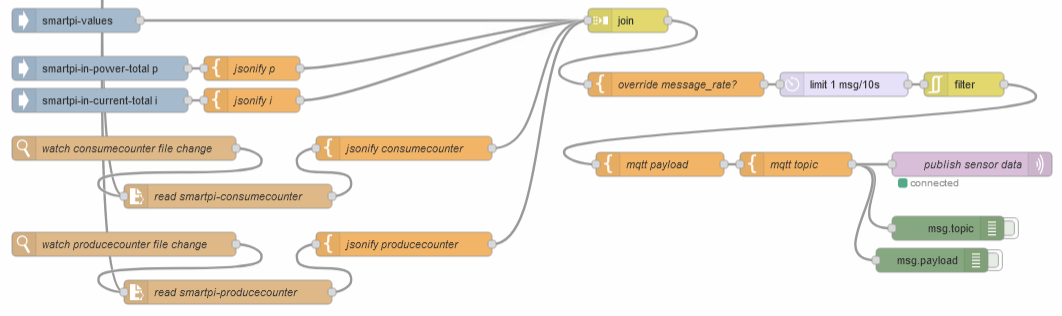 smartpi-values
join
smartpi-in-power-total p
jsonify p
override message_rate?
limit 1 msg/10s
filter
smartpi-in-current-total i
jsonify i
watch consumecounter file change
jsonify consumecounter
mqtt payload
mqtt topic
publish sensor data
connected
read smartpi-consumecounter
msg.topic
watch producecounter file change
jsonify producecounter
msg.payload
read smartpi-producecounter